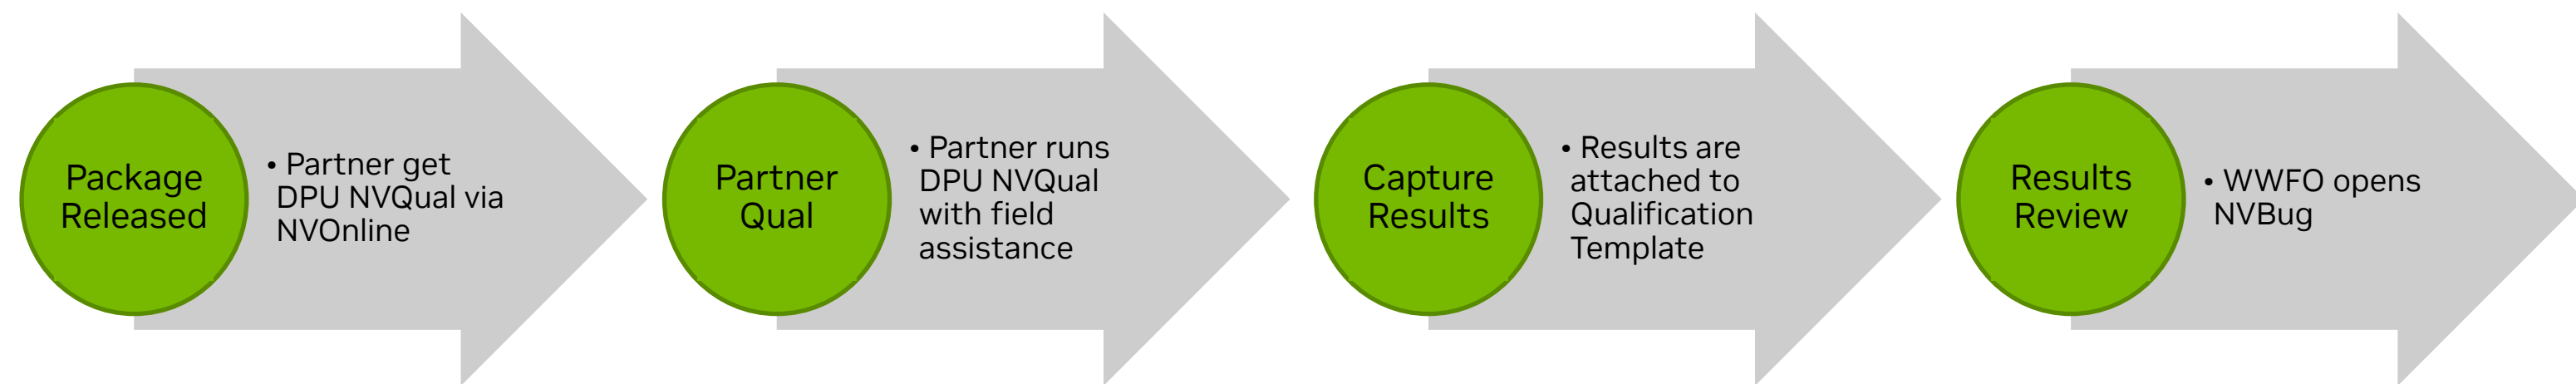 Package
Released
• Partner get
DPU NVQual via
NVOnline
Partner
Qual
• Partner runs
DPU NVQual
with field
assistance
Capture
Results
• Results are
attached to
Qualification
Template
Results
Review
• WWFO opens
NVBug